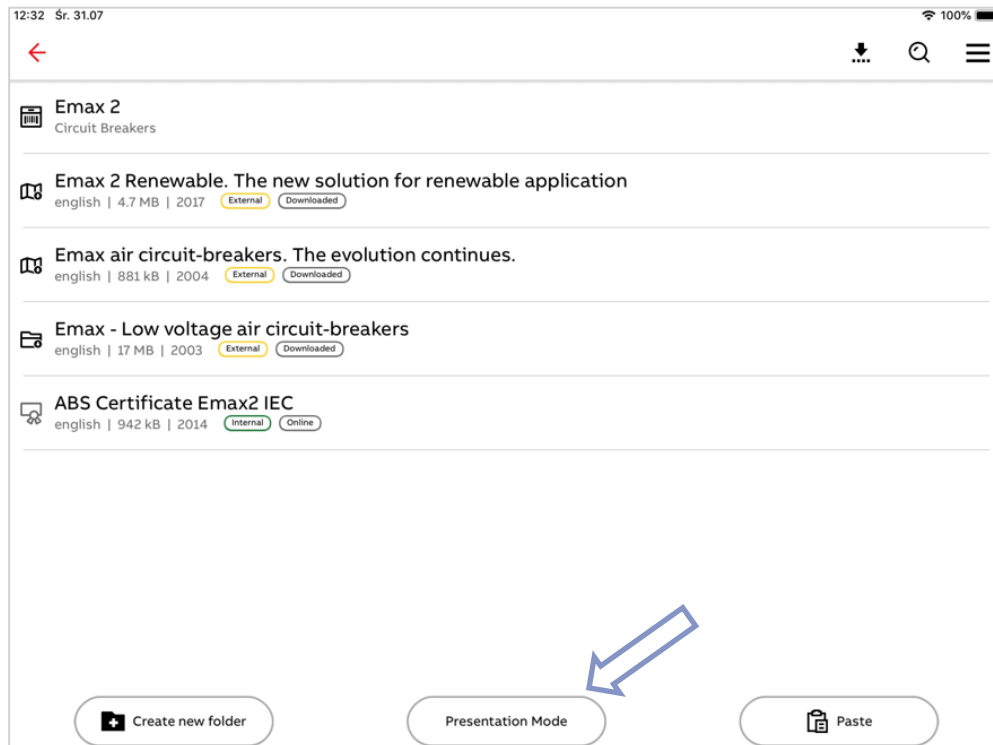 12:32 Śr. 31.07 100%
Emax 2
Circuit Breakers
Emax 2 Renewable. The new solution for renewable application
english | 4.7 MB | 2017 External Downloaded
Emax air circuit-breakers. The evolution continues.
english | 881 kB | 2004 External Downloaded
Emax - Low voltage air circuit-breakers
english | 17 MB | 2003 External Downloaded
ABS Certificate Emax2 IEC
english | 942 kB | 2014 Internal Online
Create new folder Presentation Mode Paste